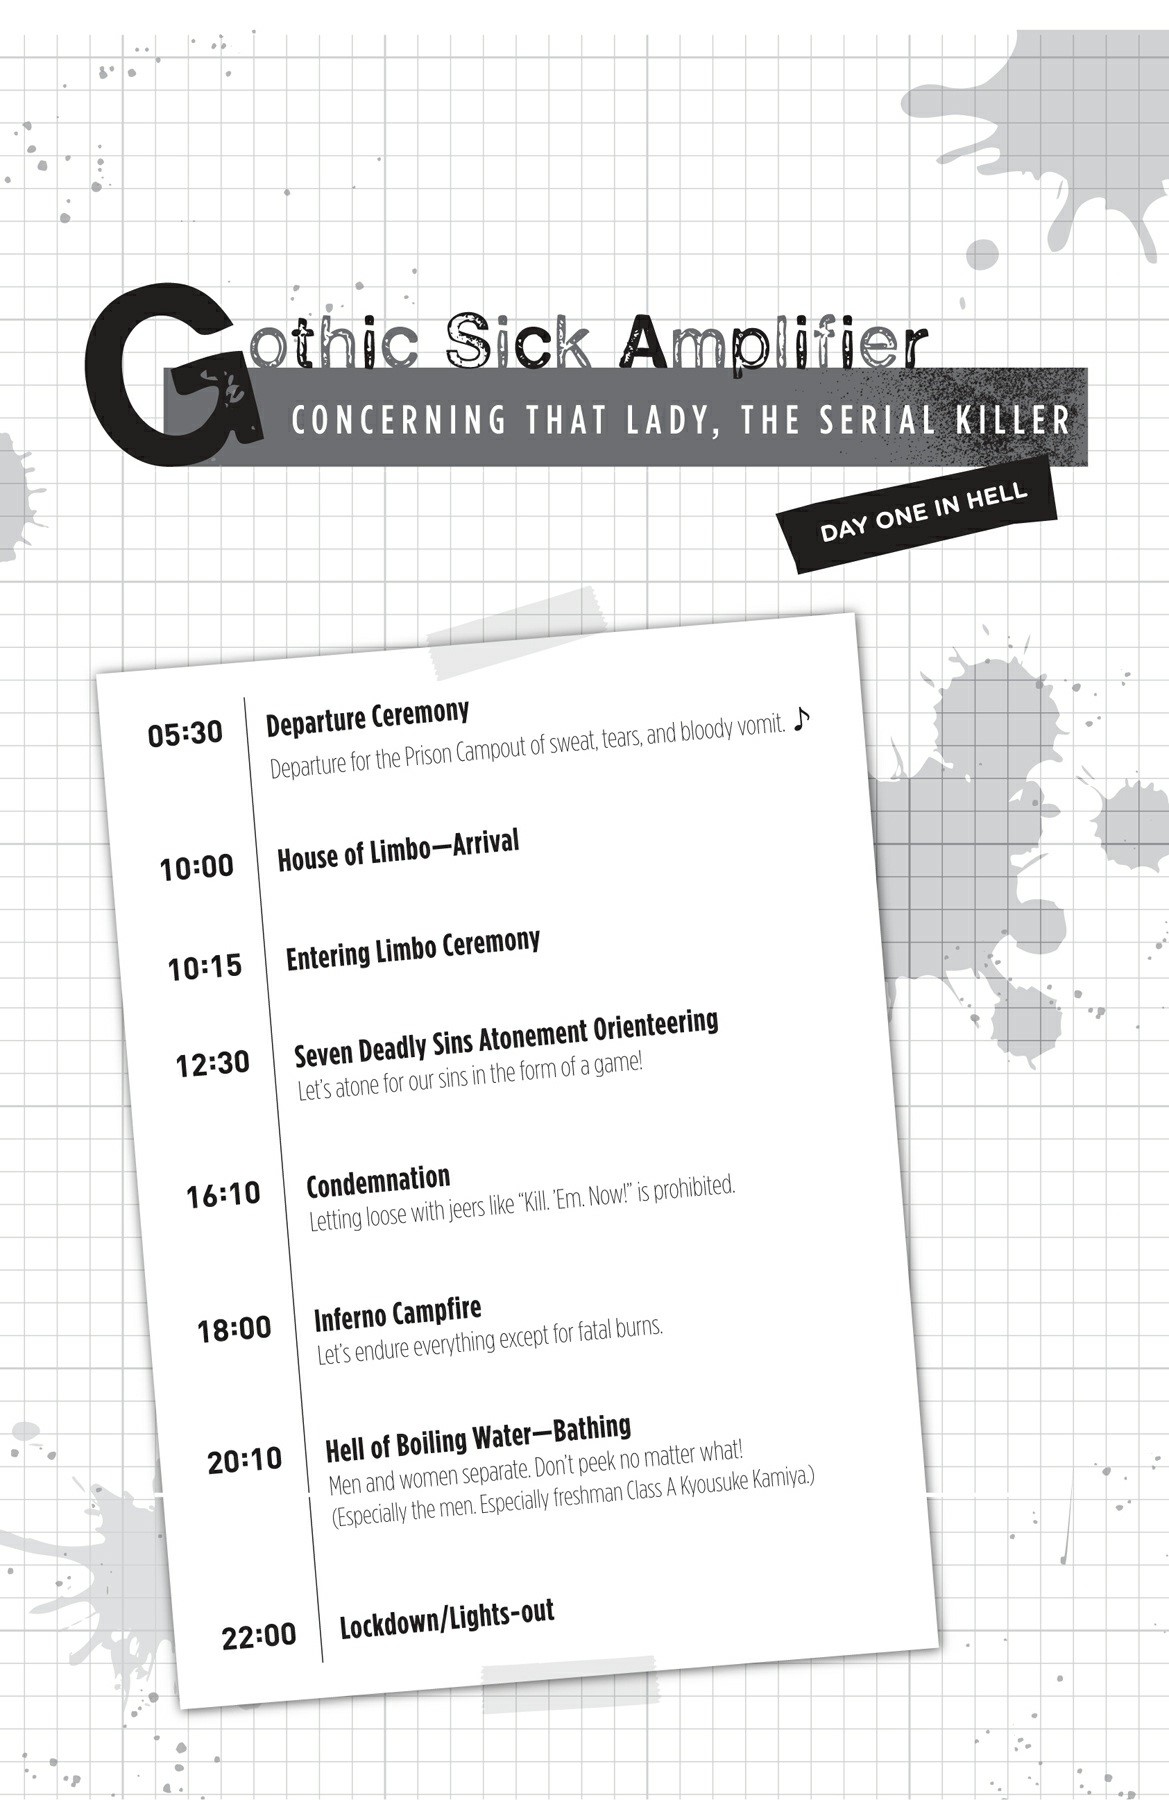 Gothic Sick Amplifier
CONCERNING THAT LADY, THE SERIAL KILLER
DAY ONE IN HELL
05:30 Departure Ceremony
Departure for the Prison Campout of sweat, tears, and bloody vomit. ♪
10:00 House of Limbo—Arrival
10:15 Entering Limbo Ceremony
12:30 Seven Deadly Sins Atonement Orienteering
Let's atone for our sins in the form of a game!
16:10 Condemnation
Letting loose with jeers like “Kill. ’Em. Now!” is prohibited.
18:00 Inferno Campfire
Let's endure everything except for fatal burns.
20:10 Hell of Boiling Water—Bathing
Men and women separate. Don't peek no matter what!
(Especially the men. Especially freshman Class A Kyousuke Kamiya.)
22:00 Lockdown/Lights-out